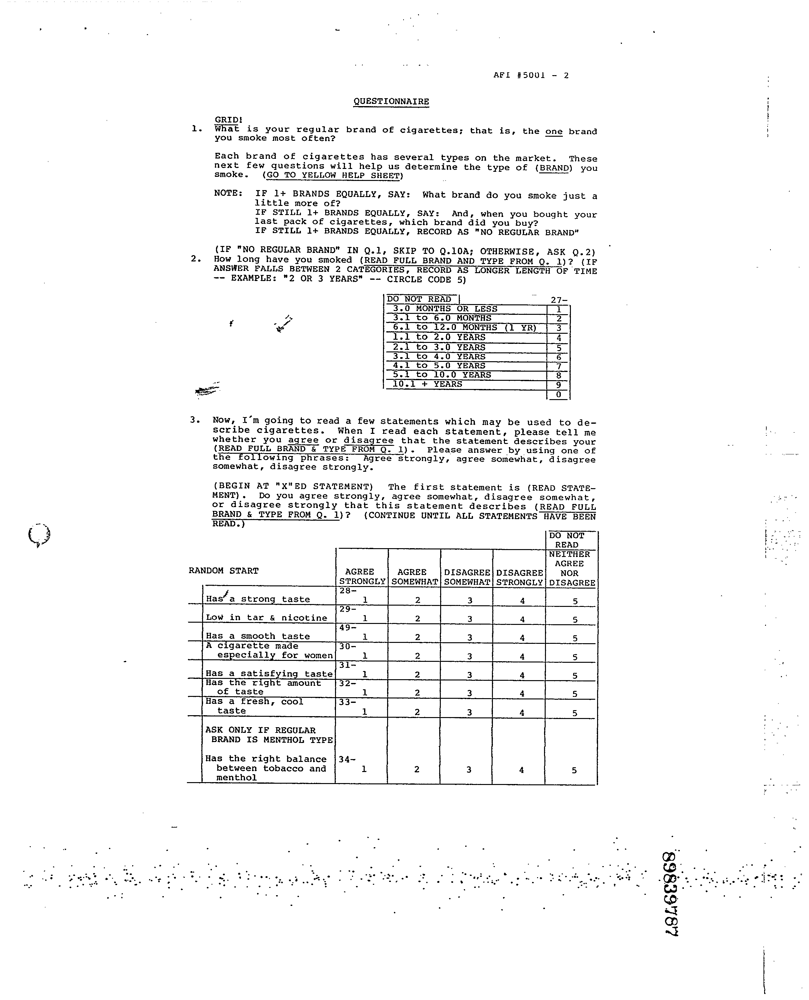 AFI #5001 - 2
QUESTIONNAIRE
GRID!
1. What is your regular brand of cigarettes; that is, the one brand
you smoke most often?
Each brand of cigarettes has several types on the market. These
next few questions will help us determine the type of (BRAND) you
smoke. (GO TO YELLOW HELP SHEET)
NOTE: IF 1+ BRANDS EQUALLY, SAY: What brand do you smoke just a
little more of?
IF STILL 1+ BRANDS EQUALLY, SAY: And, when you bought your
last pack of cigarettes, which brand did you buy?
IF STILL 1+ BRANDS EQUALLY, RECORD AS "NO REGULAR BRAND"
(IF "NO REGULAR BRAND" IN Q.1, SKIP TO Q.10A; OTHERWISE, ASK Q.2)
2. How long have you smoked (READ FULL BRAND AND TYPE FROM Q. 1)? (IF
ANSWER FALLS BETWEEN 2 CATEGORIES, RECORD AS LONGER LENGTH OF TIME
-- EXAMPLE: "2 OR 3 YEARS" -- CIRCLE CODE 5)
DO NOT READ 27-
3.0 MONTHS OR LESS 1
3.1 to 6.0 MONTHS 2
6.1 to 12.0 MONTHS (1 YR) 3
1.1 to 2.0 YEARS 4
2.1 to 3.0 YEARS 5
3.1 to 4.0 YEARS 6
4.1 to 5.0 YEARS 7
5.1 to 10.0 YEARS 8
10.1 + YEARS 9
0
3. Now, I'm going to read a few statements which may be used to de-
scribe cigarettes. When I read each statement, please tell me
whether you agree or disagree that the statement describes your
(READ FULL BRAND & TYPE FROM Q. 1). Please answer by using one of
the following phrases: Agree strongly, agree somewhat, disagree
somewhat, disagree strongly.
(BEGIN AT "X"ED STATEMENT) The first statement is (READ STATE-
MENT). Do you agree strongly, agree somewhat, disagree somewhat,
or disagree strongly that this statement describes (READ FULL
BRAND & TYPE FROM Q. 1)? (CONTINUE UNTIL ALL STATEMENTS HAVE BEEN
READ.)
DO NOT
READ
NEITHER
AGREE
RANDOM START AGREE AGREE DISAGREE DISAGREE NOR
STRONGLY SOMEWHAT SOMEWHAT STRONGLY DISAGREE
28-
Has a strong taste 1 2 3 4 5
29-
Low in tar & nicotine 1 2 3 4 5
49-
Has a smooth taste 1 2 3 4 5
A cigarette made 30-
especially for women 1 2 3 4 5
31-
Has a satisfying taste 1 2 3 4 5
Has the right amount 32-
of taste 1 2 3 4 5
Has a fresh, cool 33-
taste 1 2 3 4 5
ASK ONLY IF REGULAR
BRAND IS MENTHOL TYPE
Has the right balance 34-
between tobacco and 1 2 3 4 5
menthol
89839787